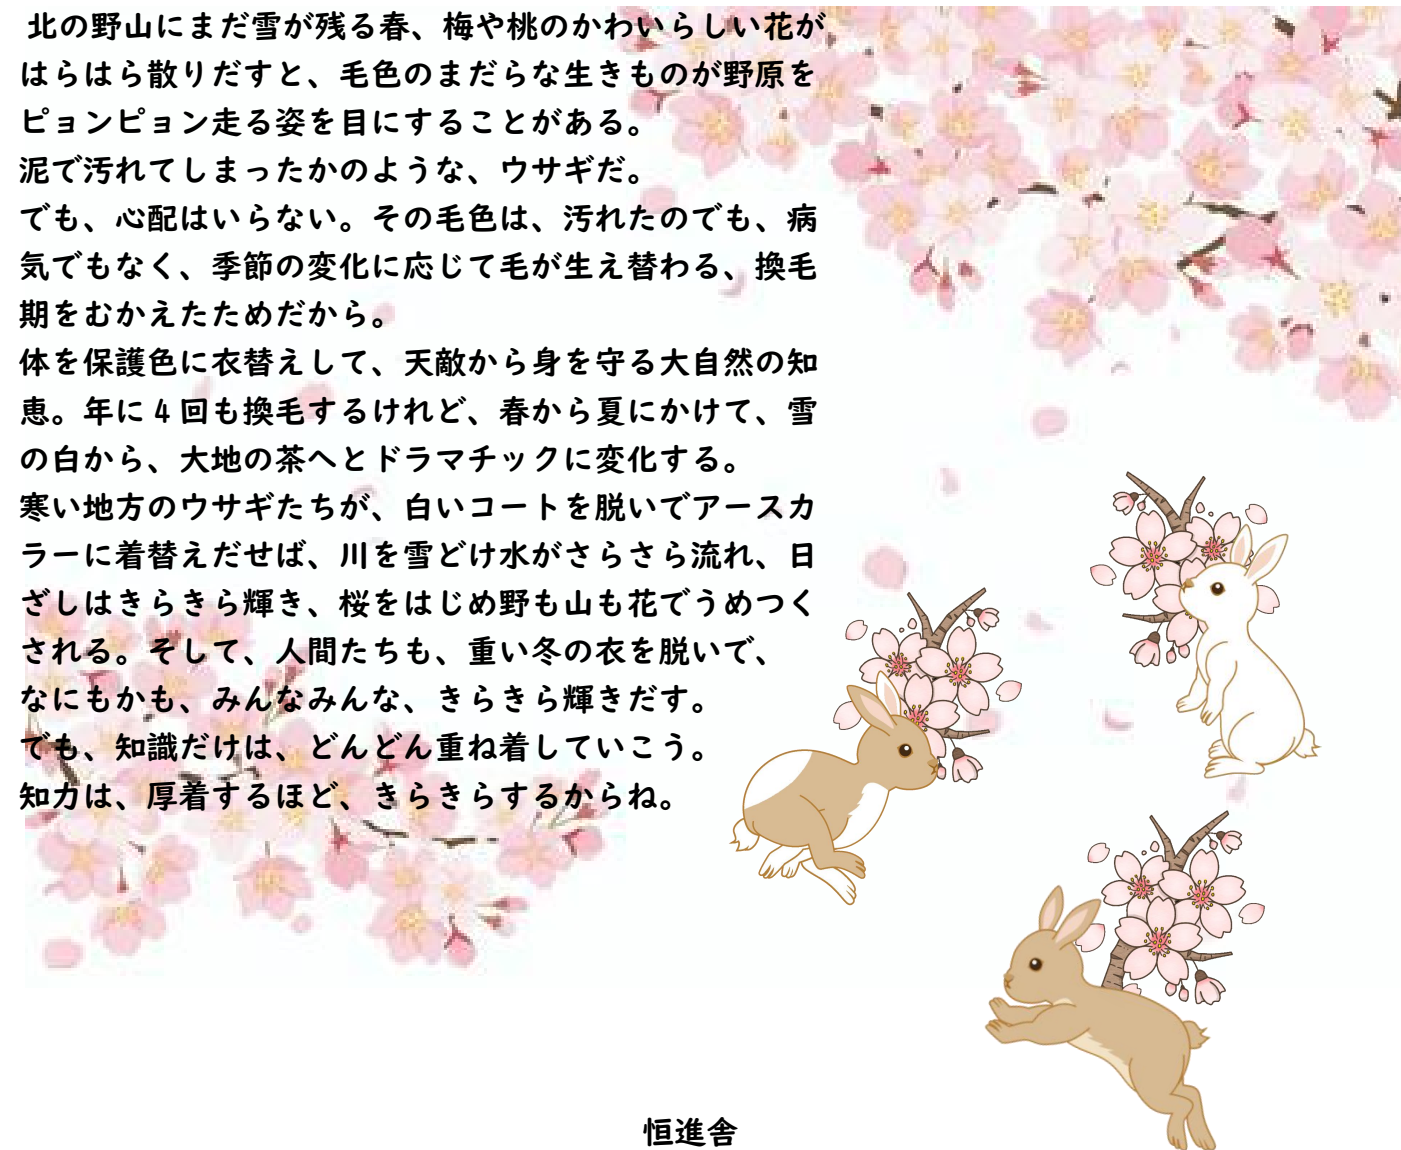 北の野山にまだ雪が残る春、梅や桃のかわいらしい花が
はらはら散りだすと、毛色のまだらな生きものが野原を
ピョンピョン走る姿を目にすることがある。
泥で汚れてしまったかのような、ウサギだ。
でも、心配はいらない。その毛色は、汚れたのでも、病
気でもなく、季節の変化に応じて毛が生え替わる、換毛
期をむかえたためだから。
体を保護色に衣替えして、天敵から身を守る大自然の知
恵。年に4回も換毛するけれど、春から夏にかけて、雪
の白から、大地の茶へとドラマチックに変化する。
寒い地方のウサギたちが、白いコートを脱いでアースカ
ラーに着替えだせば、川を雪どけ水がさらさら流れ、日
ざしはきらきら輝き、桜をはじめ野も山も花でうめつく
される。そして、人間たちも、重い冬の衣を脱いで、
なにもかも、みんなみんな、きらきら輝きだす。
でも、知識だけは、どんどん重ね着していこう。
知力は、厚着するほど、きらきらするからね。
恒進舎